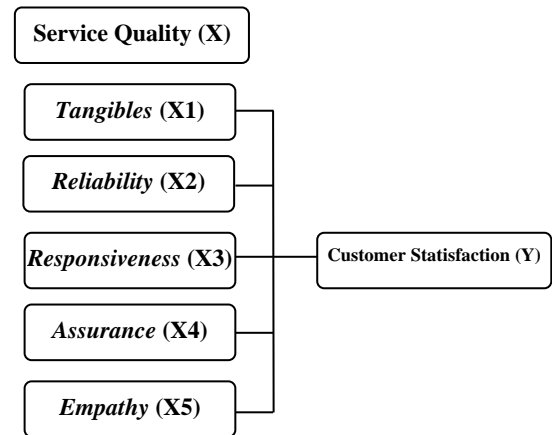 Service Quality (X)
Tangibles (X1)
Reliability (X2)
Responsiveness (X3)
Customer Statisfaction (Y)
Assurance (X4)
Empathy (X5)